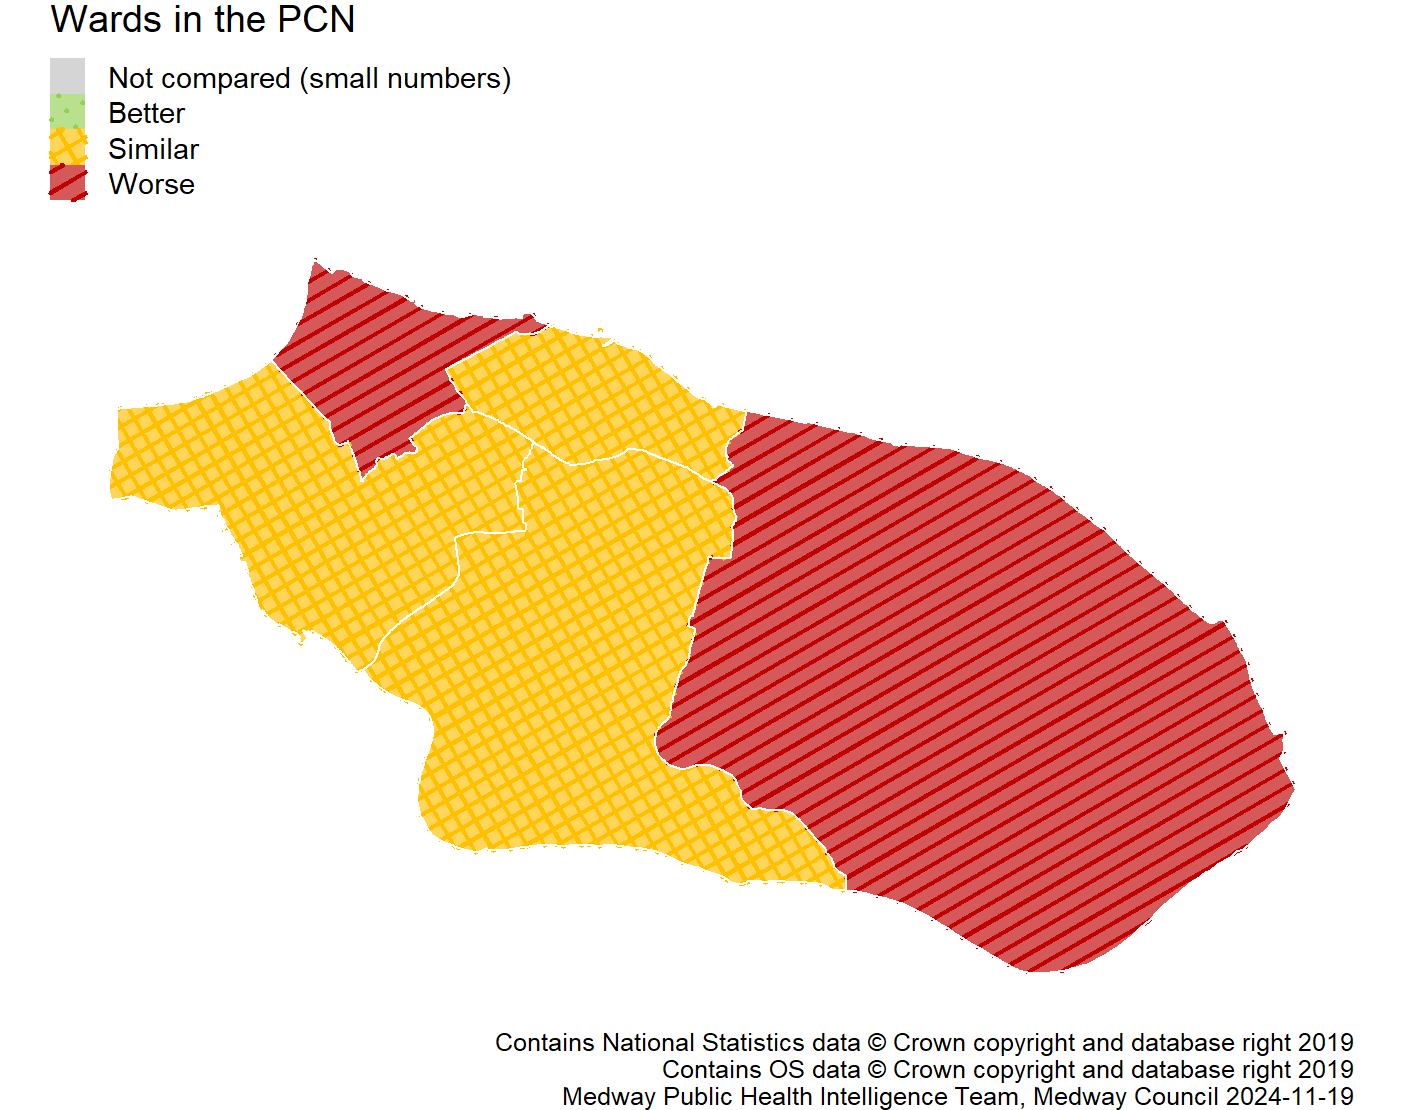 Wards in the PCN
Not compared (small numbers)
Better
Similar
Worse
Contains National Statistics data © Crown copyright and database right 2019
Contains OS data © Crown copyright and database right 2019
Medway Public Health Intelligence Team, Medway Council 2024-11-19